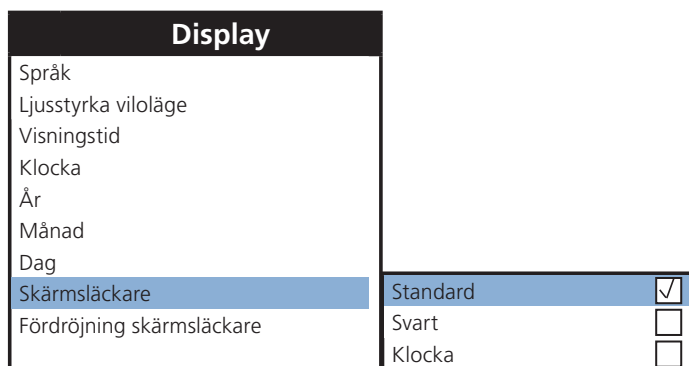 Display
Språk
Ljusstyrka viloläge
Visningstid
Klocka
År
Månad
Dag
Skärmsläckare
Fördröjning skärmsläckare
Standard
Svart
Klocka